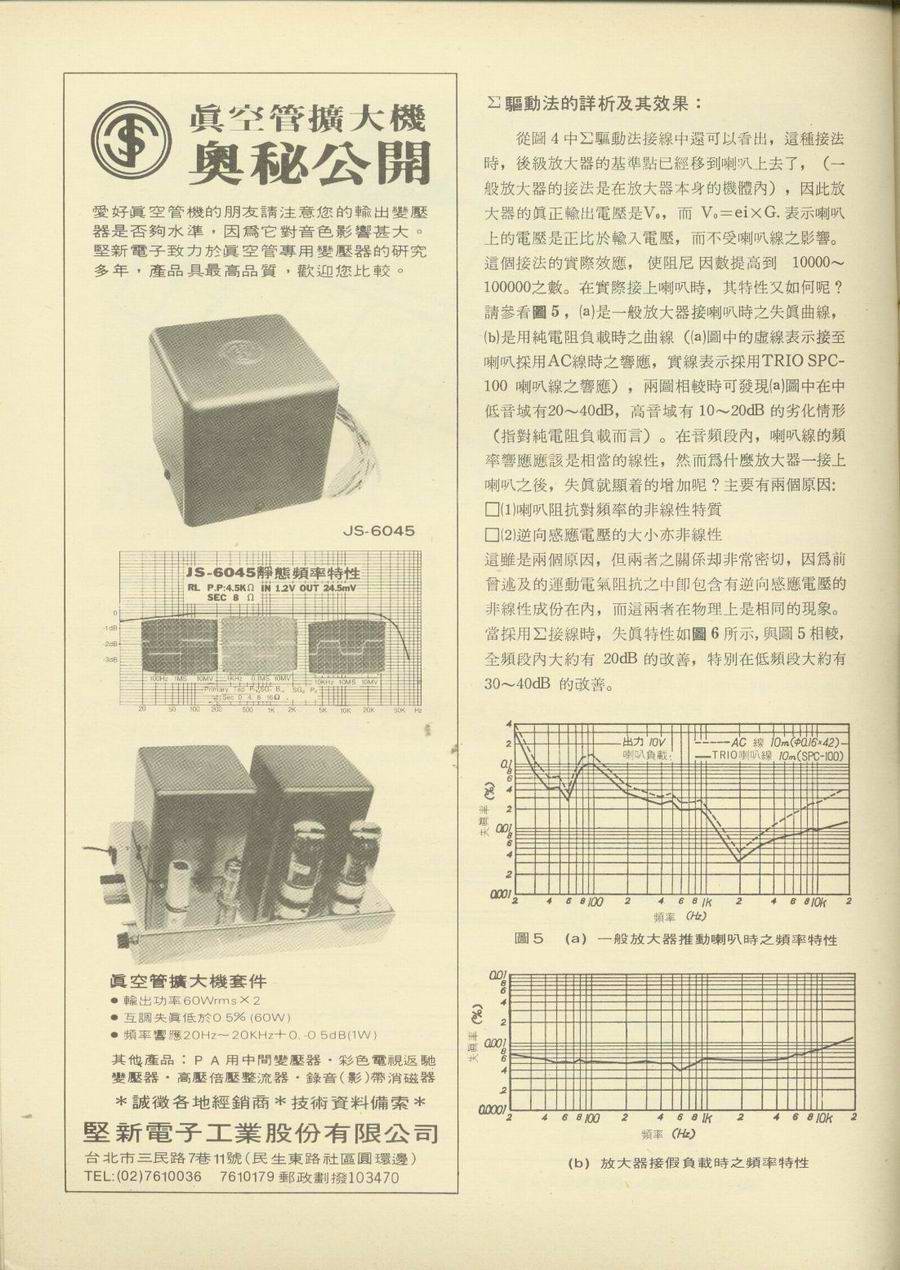 眞空管擴大機
奧秘公開
愛好眞空管機的朋友請注意您的輸出變壓
器是否夠水準，因爲它對音色影響甚大。
堅新電子致力於眞空管專用變壓器的硏究
多年，產品具最高品質，歡迎您比較。
JS-6045
JS-6045靜態頻率特性
RL P.P:4.5KΩ IN 1.2V OUT 24.5mV
SEC 8 Ω
0
-1dB
-2dB
-3dB
100Hz 1MS 10MV
1KHz 0.1MS 10MV
10KHz 10MS 10MV
20 50 100 200 500 1K 2K 5K 10K 20K 50K Hz
眞空管擴大機套件
● 輸出功率60Wrms×2
● 互調失眞低於0.5% (60W)
● 頻率響應20Hz~20KHz+0, -0.5dB(1W)
其他產品：PA用中間變壓器・彩色電視返馳
變壓器・高壓倍壓整流器・錄音(影)帶消磁器
＊誠徵各地經銷商＊技術資料備索＊
堅新電子工業股份有限公司
台北市三民路7巷11號(民生東路社區圓環邊)
TEL:(02)7610036 7610179 郵政劃撥103470
Σ驅動法的詳析及其效果：
從圖4中Σ驅動法接線中還可以看出，這種接法
時，後級放大器的基準點已經移到喇叭上去了，（一
般放大器的接法是在放大器本身的機體內），因此放
大器的眞正輸出電壓是V₀，而 V₀=ei×G.表示喇叭
上的電壓是正比於輸入電壓，而不受喇叭線之影響。
這個接法的實際效應， 使阻尼因數提高到 10000～
100000之數。在實際接上喇叭時，其特性又如何呢？
請參看圖5，(a)是一般放大器接喇叭時之失眞曲線，
(b)是用純電阻負載時之曲線（(a)圖中的虛線表示接至
喇叭採用AC線時之響應，實線表示採用TRIO SPC-
100 喇叭線之響應），兩圖相較時可發現(a)圖中在中
低音域有20～40dB，高音域有 10～20dB 的劣化情形
（指對純電阻負載而言）。在音頻段內，喇叭線的頻
率響應應該是相當的線性，然而爲什麼放大器一接上
喇叭之後，失眞就顯着的增加呢？主要有兩個原因：
□(1)喇叭阻抗對頻率的非線性特質
□(2)逆向感應電壓的大小亦非線性
這雖是兩個原因，但兩者之關係却非常密切，因爲前
曾述及的運動電氣阻抗之中卽包含有逆向感應電壓的
非線性成份在內，而這兩者在物理上是相同的現象。
當採用Σ接線時，失眞特性如圖6所示，與圖5相較，
全頻段內大約有 20dB 的改善，特別在低頻段大約有
30～40dB 的改善。
出力 10V
喇叭負載
-----AC 線 10m(φ0.16×42)
——TRIO喇叭線 10m(SPC-100)
失眞率 (%)
4
2
0.1
8
6
4
2
0.01
8
6
4
2
0.001
2 4 6 8 100 2 4 6 8 1k 2 4 6 8 10k 2
頻率 (Hz)
圖5 (a) 一般放大器推動喇叭時之頻率特性
失眞率 (%)
0.01
8
6
4
2
0.001
8
6
4
2
0.0001
2 4 6 8 100 2 4 6 8 1k 2 4 6 8 10k 2
頻率 (Hz)
(b) 放大器接假負載時之頻率特性